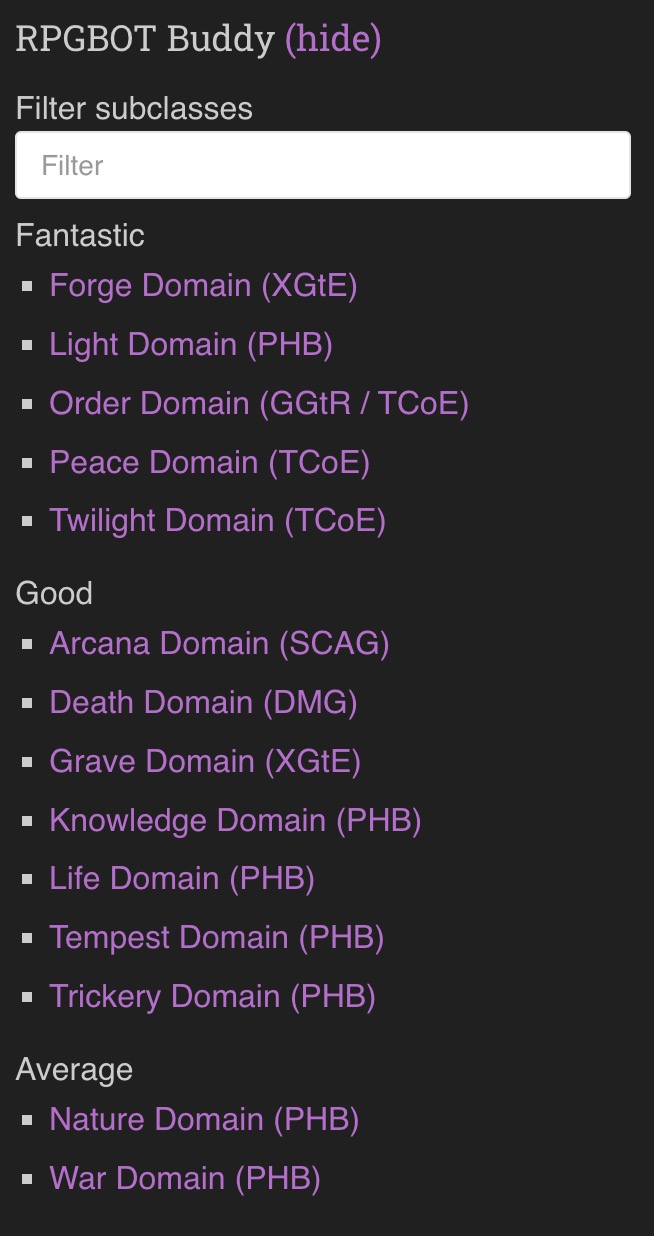 RPGBOT Buddy (hide)
Filter subclasses
Filter
Fantastic
Forge Domain (XGtE)
Light Domain (PHB)
Order Domain (GGtR / TCoE)
Peace Domain (TCoE)
Twilight Domain (TCoE)
Good
Arcana Domain (SCAG)
Death Domain (DMG)
Grave Domain (XGtE)
Knowledge Domain (PHB)
Life Domain (PHB)
Tempest Domain (PHB)
Trickery Domain (PHB)
Average
Nature Domain (PHB)
War Domain (PHB)